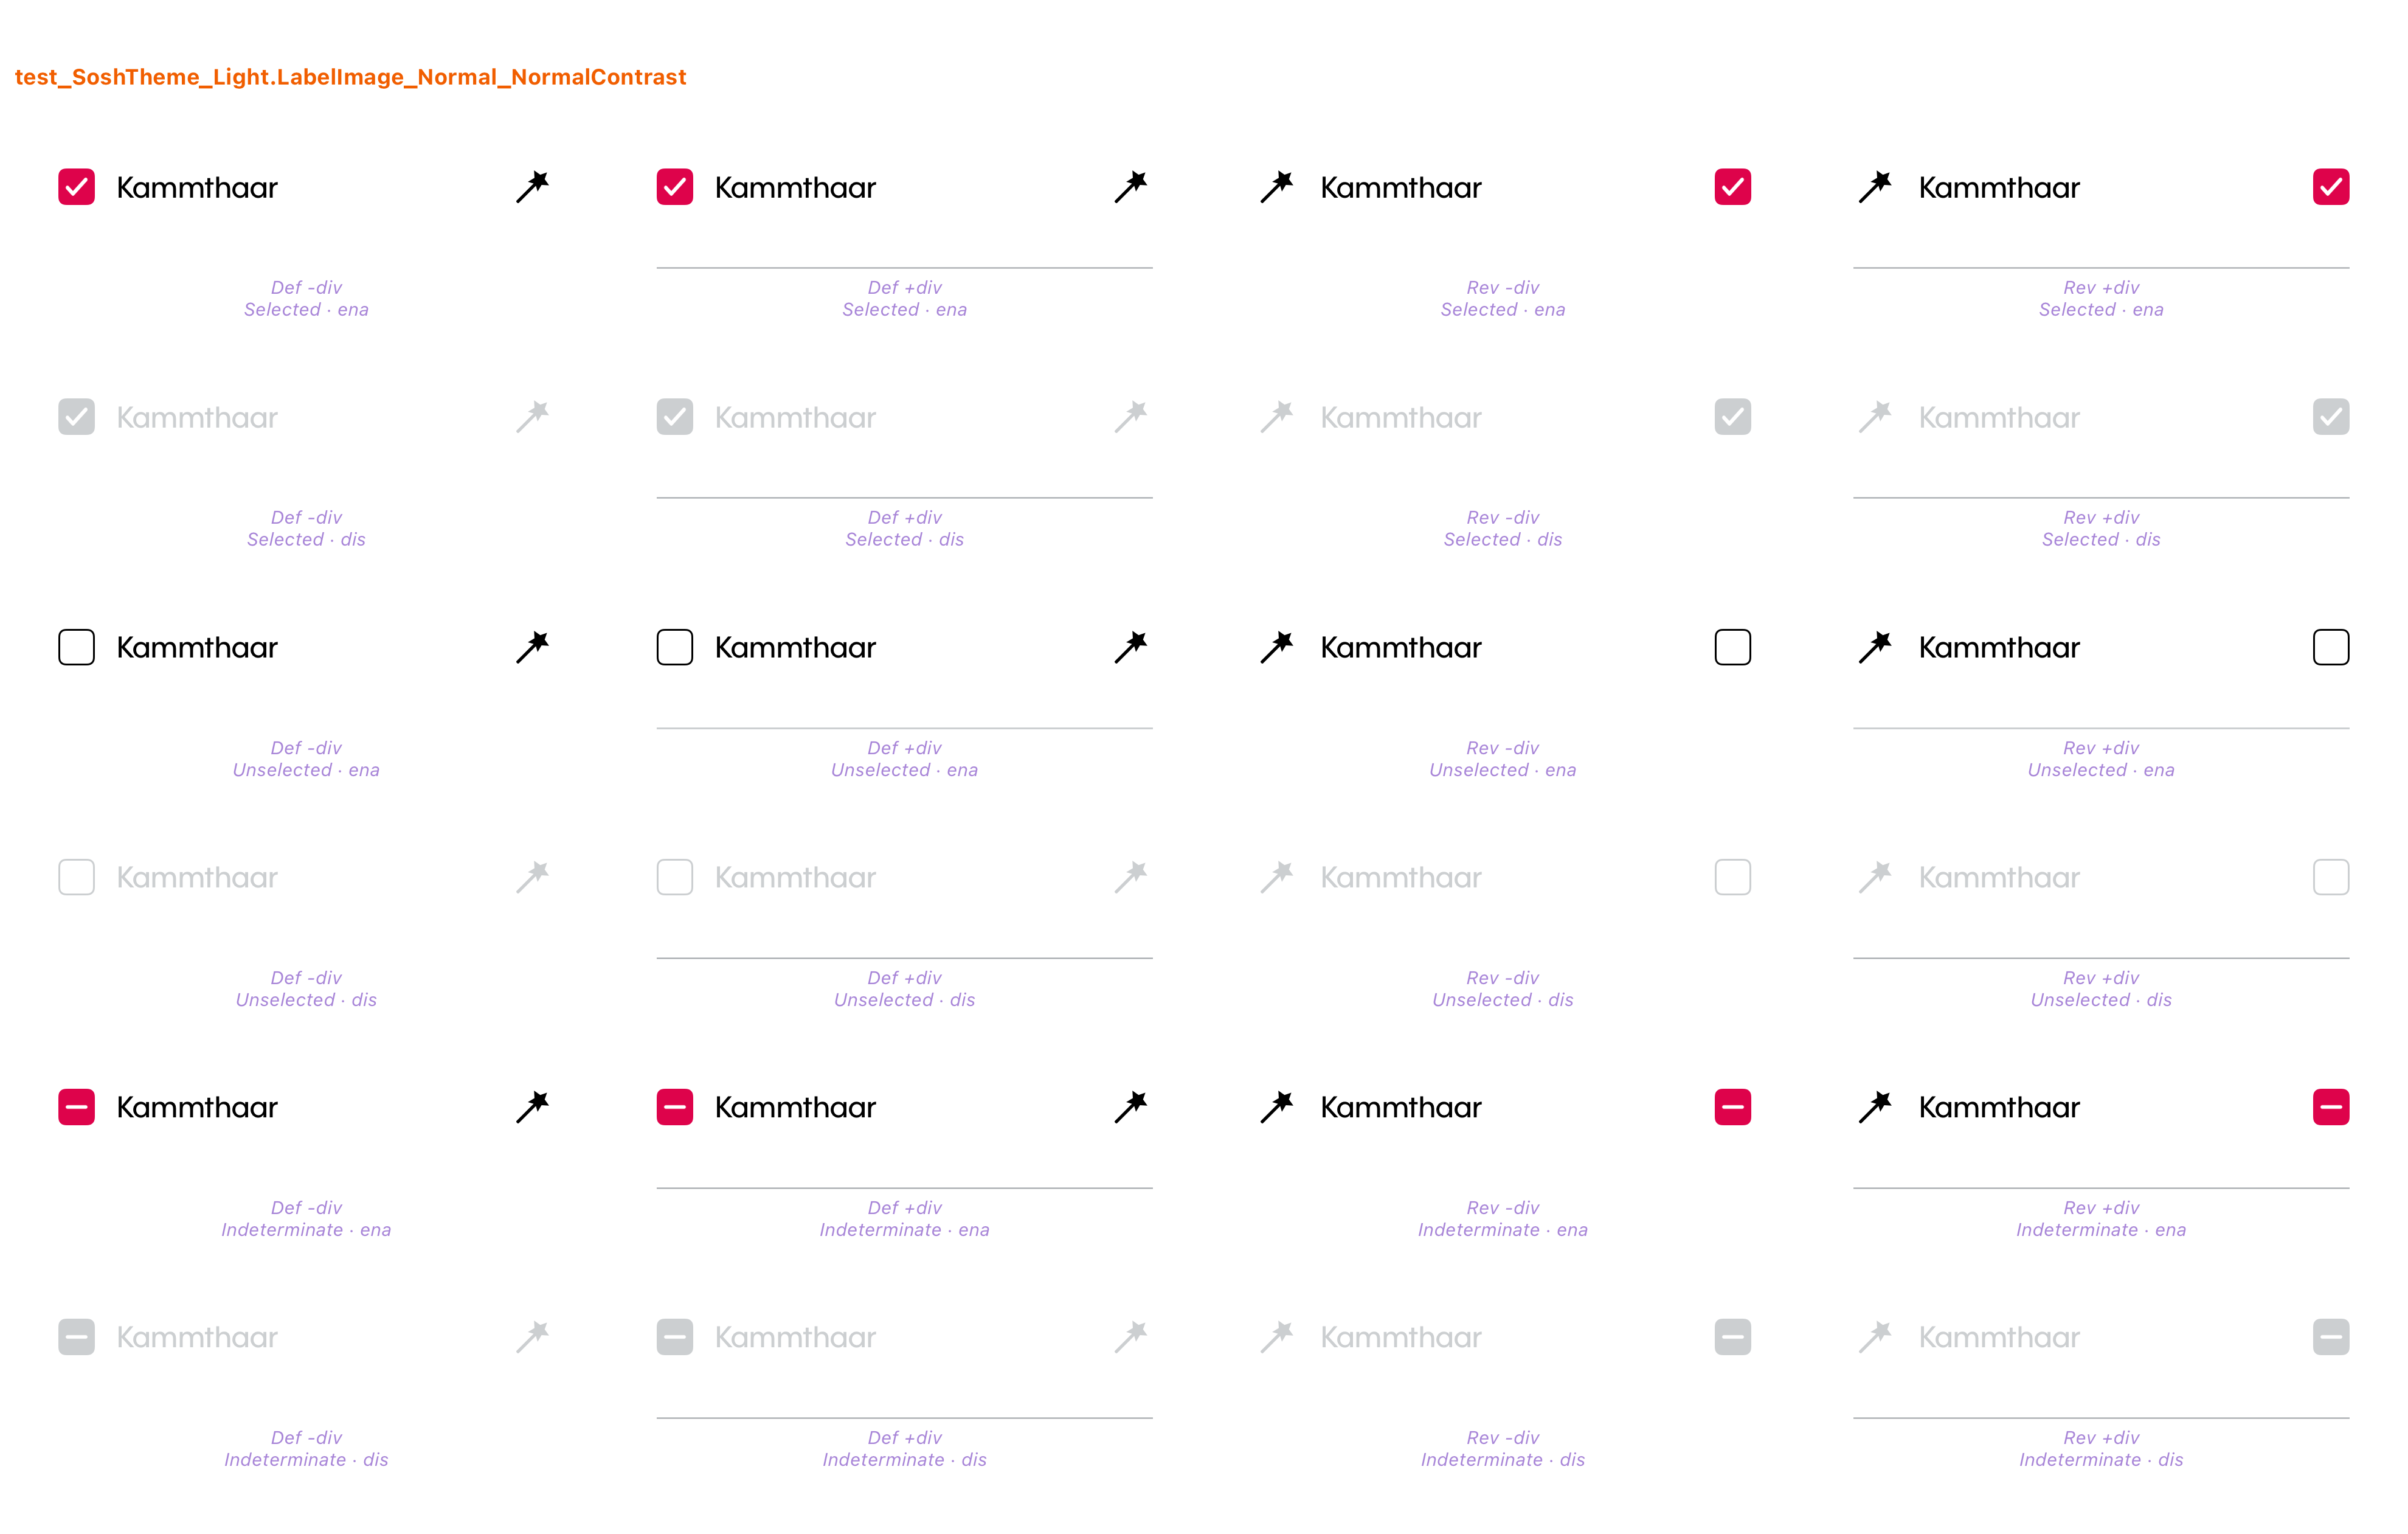 test_SoshTheme_Light.LabelImage_Normal_NormalContrast
Kammthaar Kammthaar Kammthaar Kammthaar
Def -div Def +div Rev -div Rev +div
Selected · ena Selected · ena Selected · ena Selected · ena
Kammthaar Kammthaar Kammthaar Kammthaar
Def -div Def +div Rev -div Rev +div
Selected · dis Selected · dis Selected · dis Selected · dis
Kammthaar Kammthaar Kammthaar Kammthaar
Def -div Def +div Rev -div Rev +div
Unselected · ena Unselected · ena Unselected · ena Unselected · ena
Kammthaar Kammthaar Kammthaar Kammthaar
Def -div Def +div Rev -div Rev +div
Unselected · dis Unselected · dis Unselected · dis Unselected · dis
Kammthaar Kammthaar Kammthaar Kammthaar
Def -div Def +div Rev -div Rev +div
Indeterminate · ena Indeterminate · ena Indeterminate · ena Indeterminate · ena
Kammthaar Kammthaar Kammthaar Kammthaar
Def -div Def +div Rev -div Rev +div
Indeterminate · dis Indeterminate · dis Indeterminate · dis Indeterminate · dis